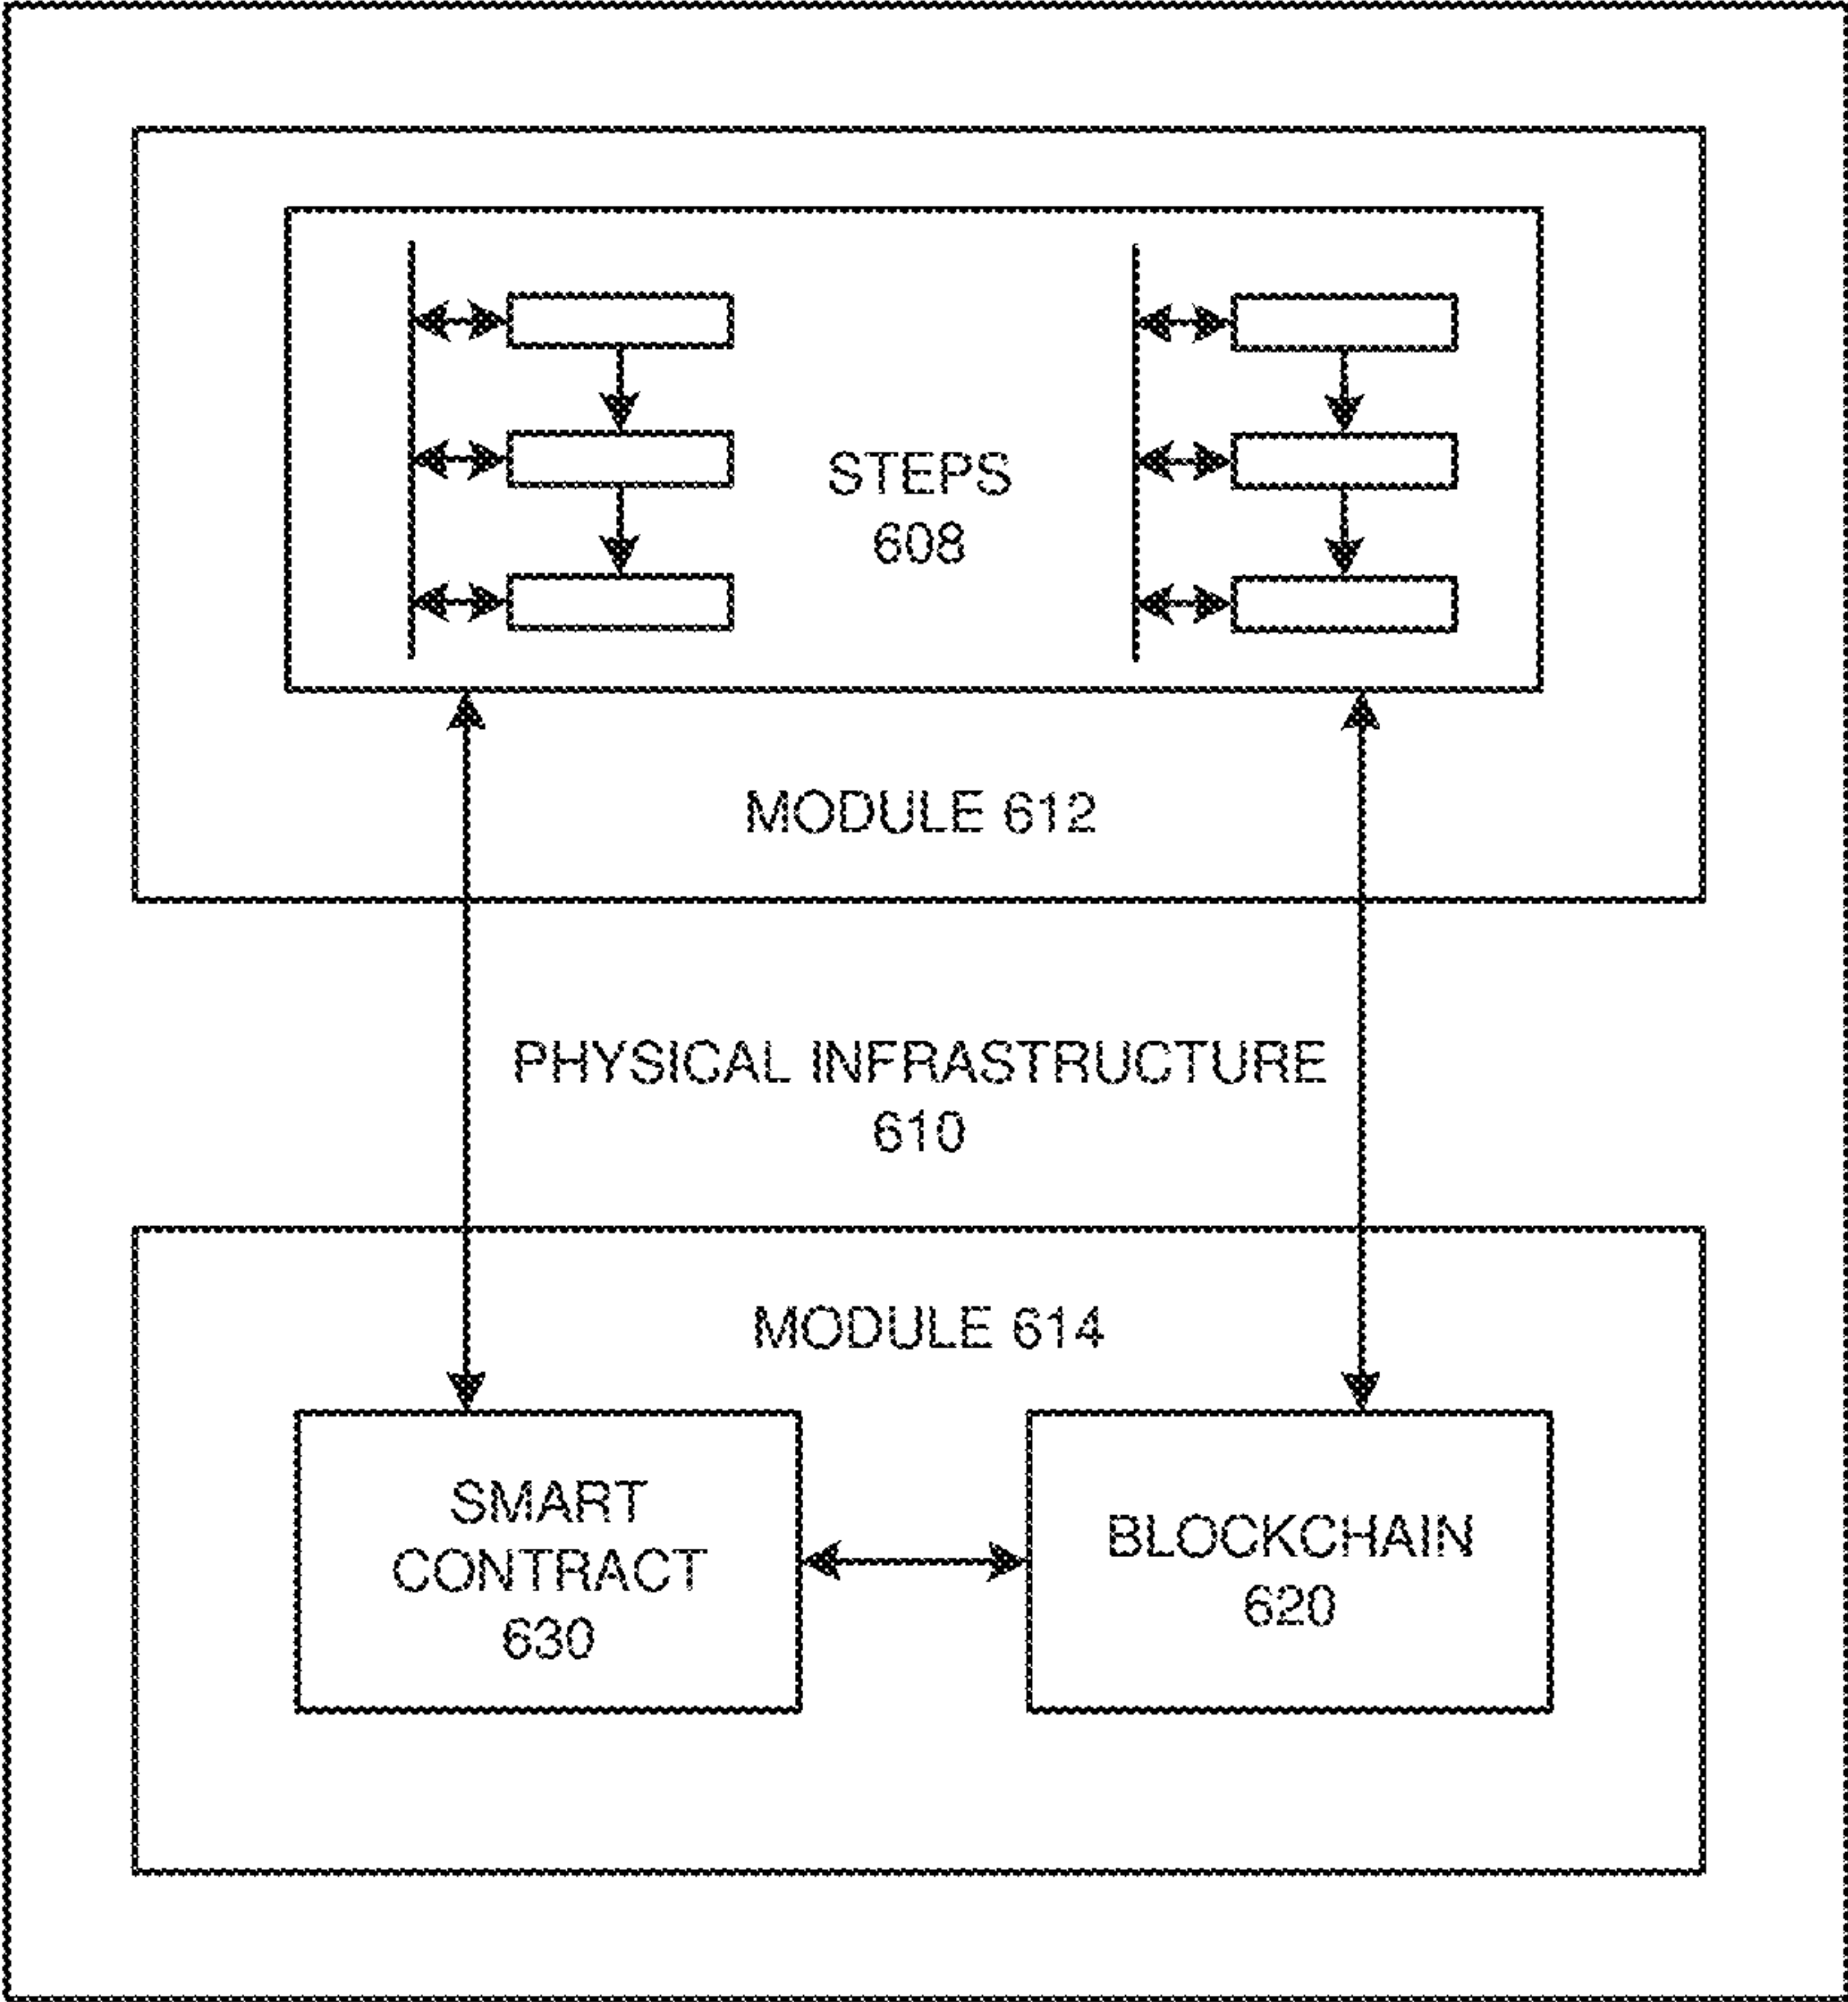 STEPS
608
MODULE 612
PHYSICAL INFRASTRUCTURE
610
MODULE 614
SMART
CONTRACT
630
BLOCKCHAIN
620